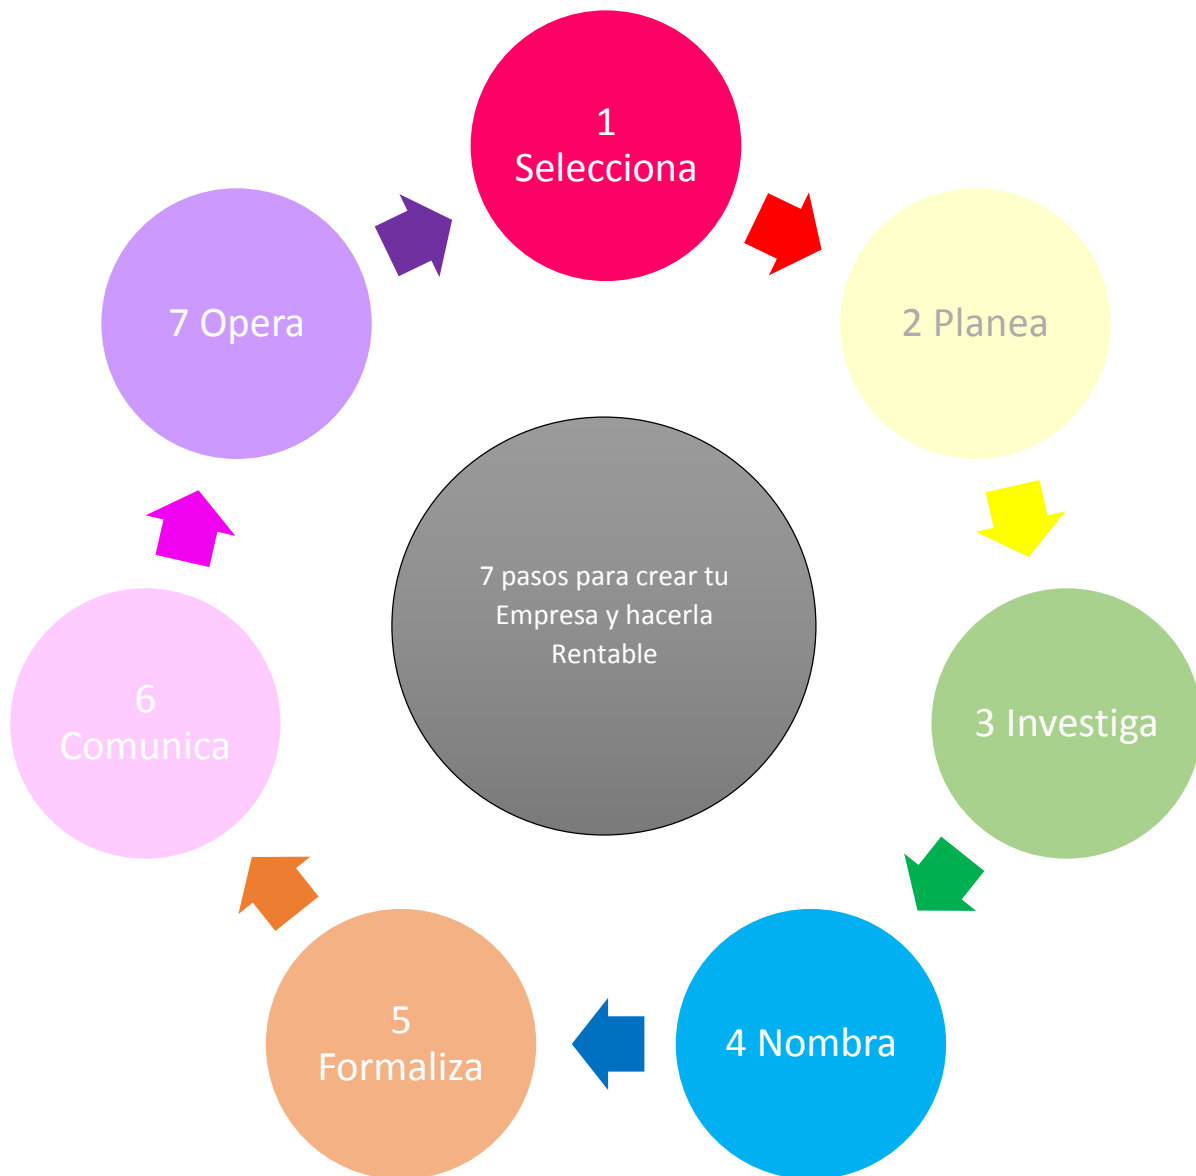 1
Selecciona
2 Planea
3 Investiga
4 Nombra
5
Formaliza
6
Comunica
7 Opera
7 pasos para crear tu
Empresa y hacerla
Rentable